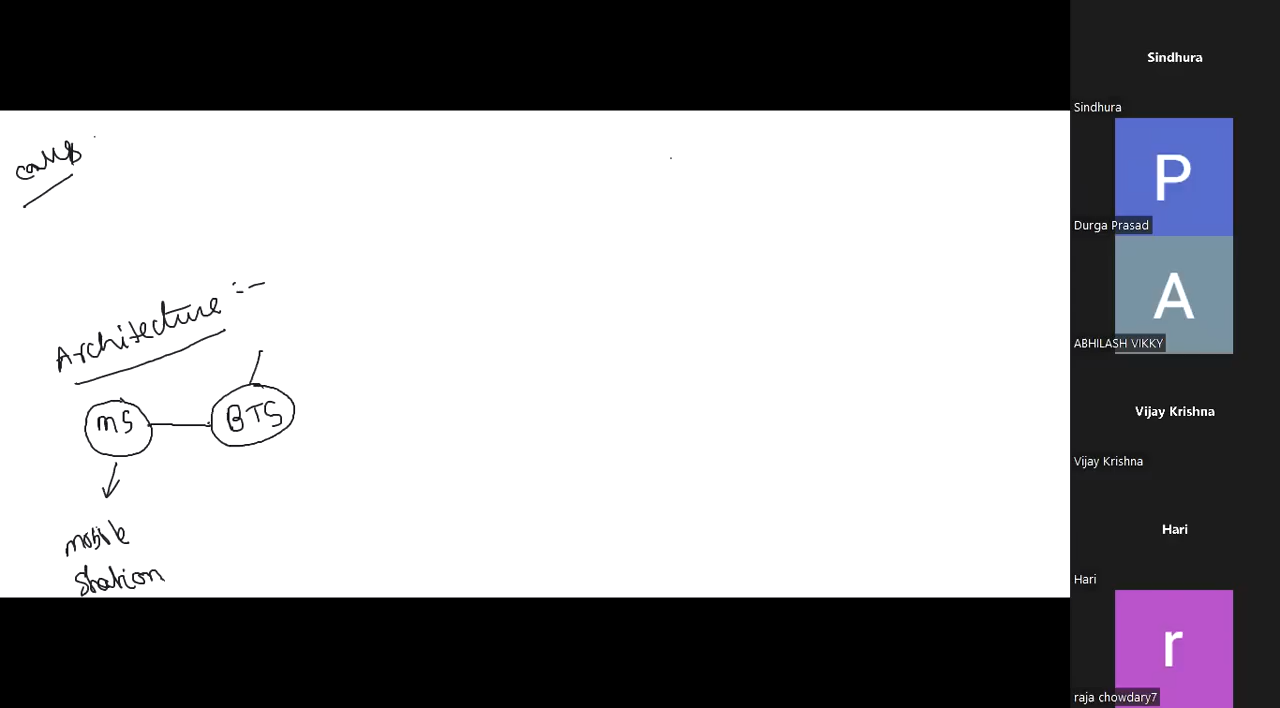 calls
Architecture :-
MS
BTS
mobile
station
Sindhura
Sindhura
P
Durga Prasad
A
ABHILASH VIKKY
Vijay Krishna
Vijay Krishna
Hari
Hari
r
raja chowdary7